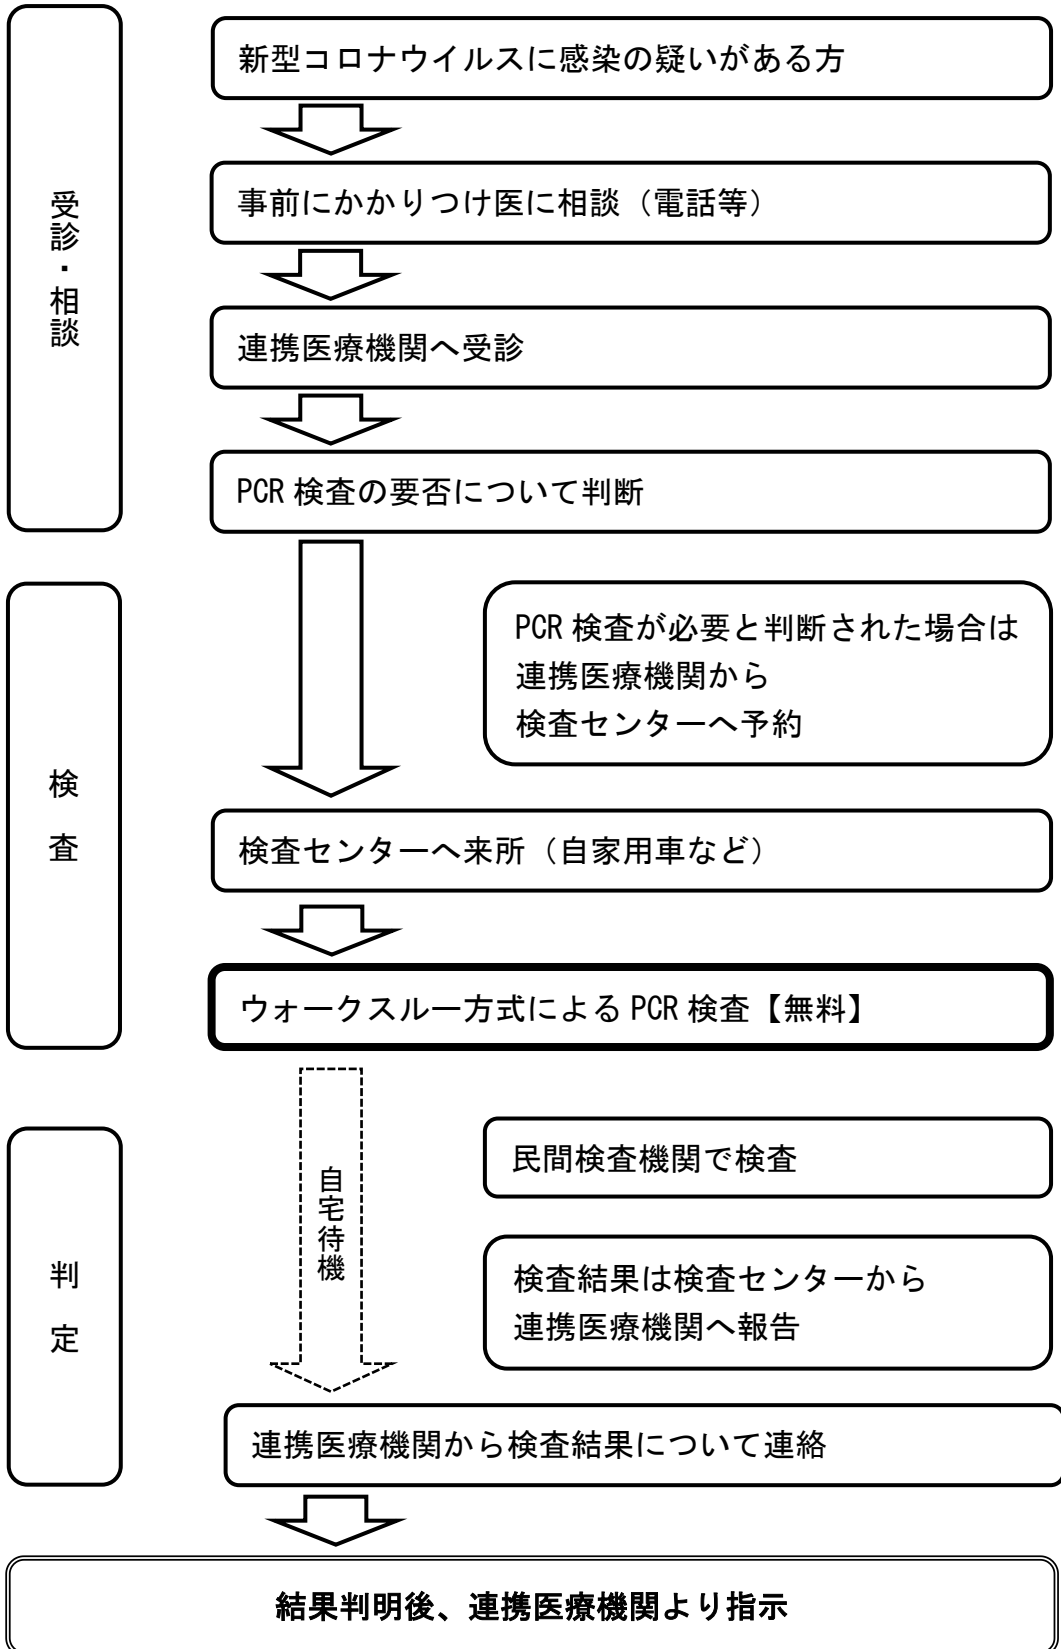 受診・相談
新型コロナウイルスに感染の疑いがある方
事前にかかりつけ医に相談（電話等）
連携医療機関へ受診
PCR 検査の要否について判断
検査
PCR 検査が必要と判断された場合は
連携医療機関から
検査センターへ予約
検査センターへ来所（自家用車など）
ウォークスルー方式による PCR 検査【無料】
判定
自宅待機
民間検査機関で検査
検査結果は検査センターから
連携医療機関へ報告
連携医療機関から検査結果について連絡
結果判明後、連携医療機関より指示